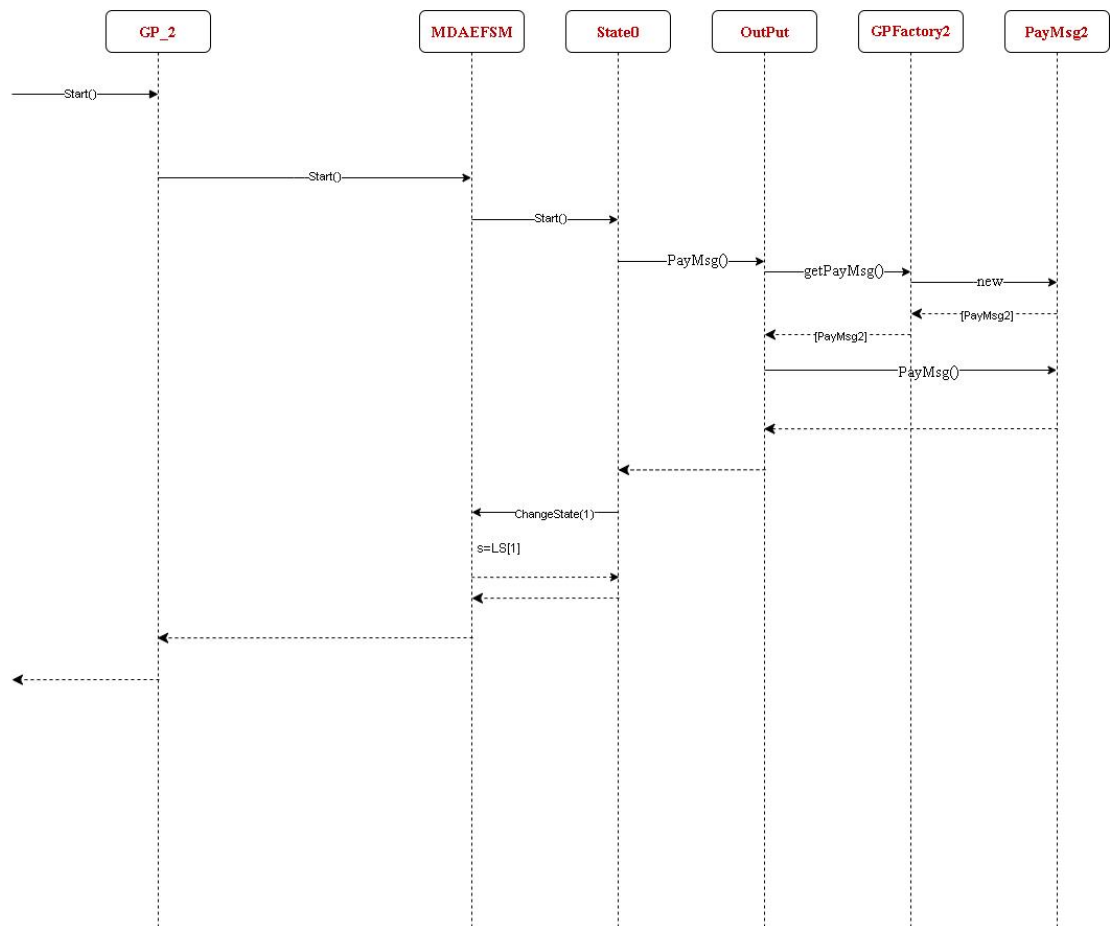 GP_2
MDAEFSM
State0
OutPut
GPFactory2
PayMsg2
Start()
Start()
Start()
PayMsg()
getPayMsg()
new
[PayMsg2]
[PayMsg2]
PayMsg()
ChangeState(1)
s=LS[1]